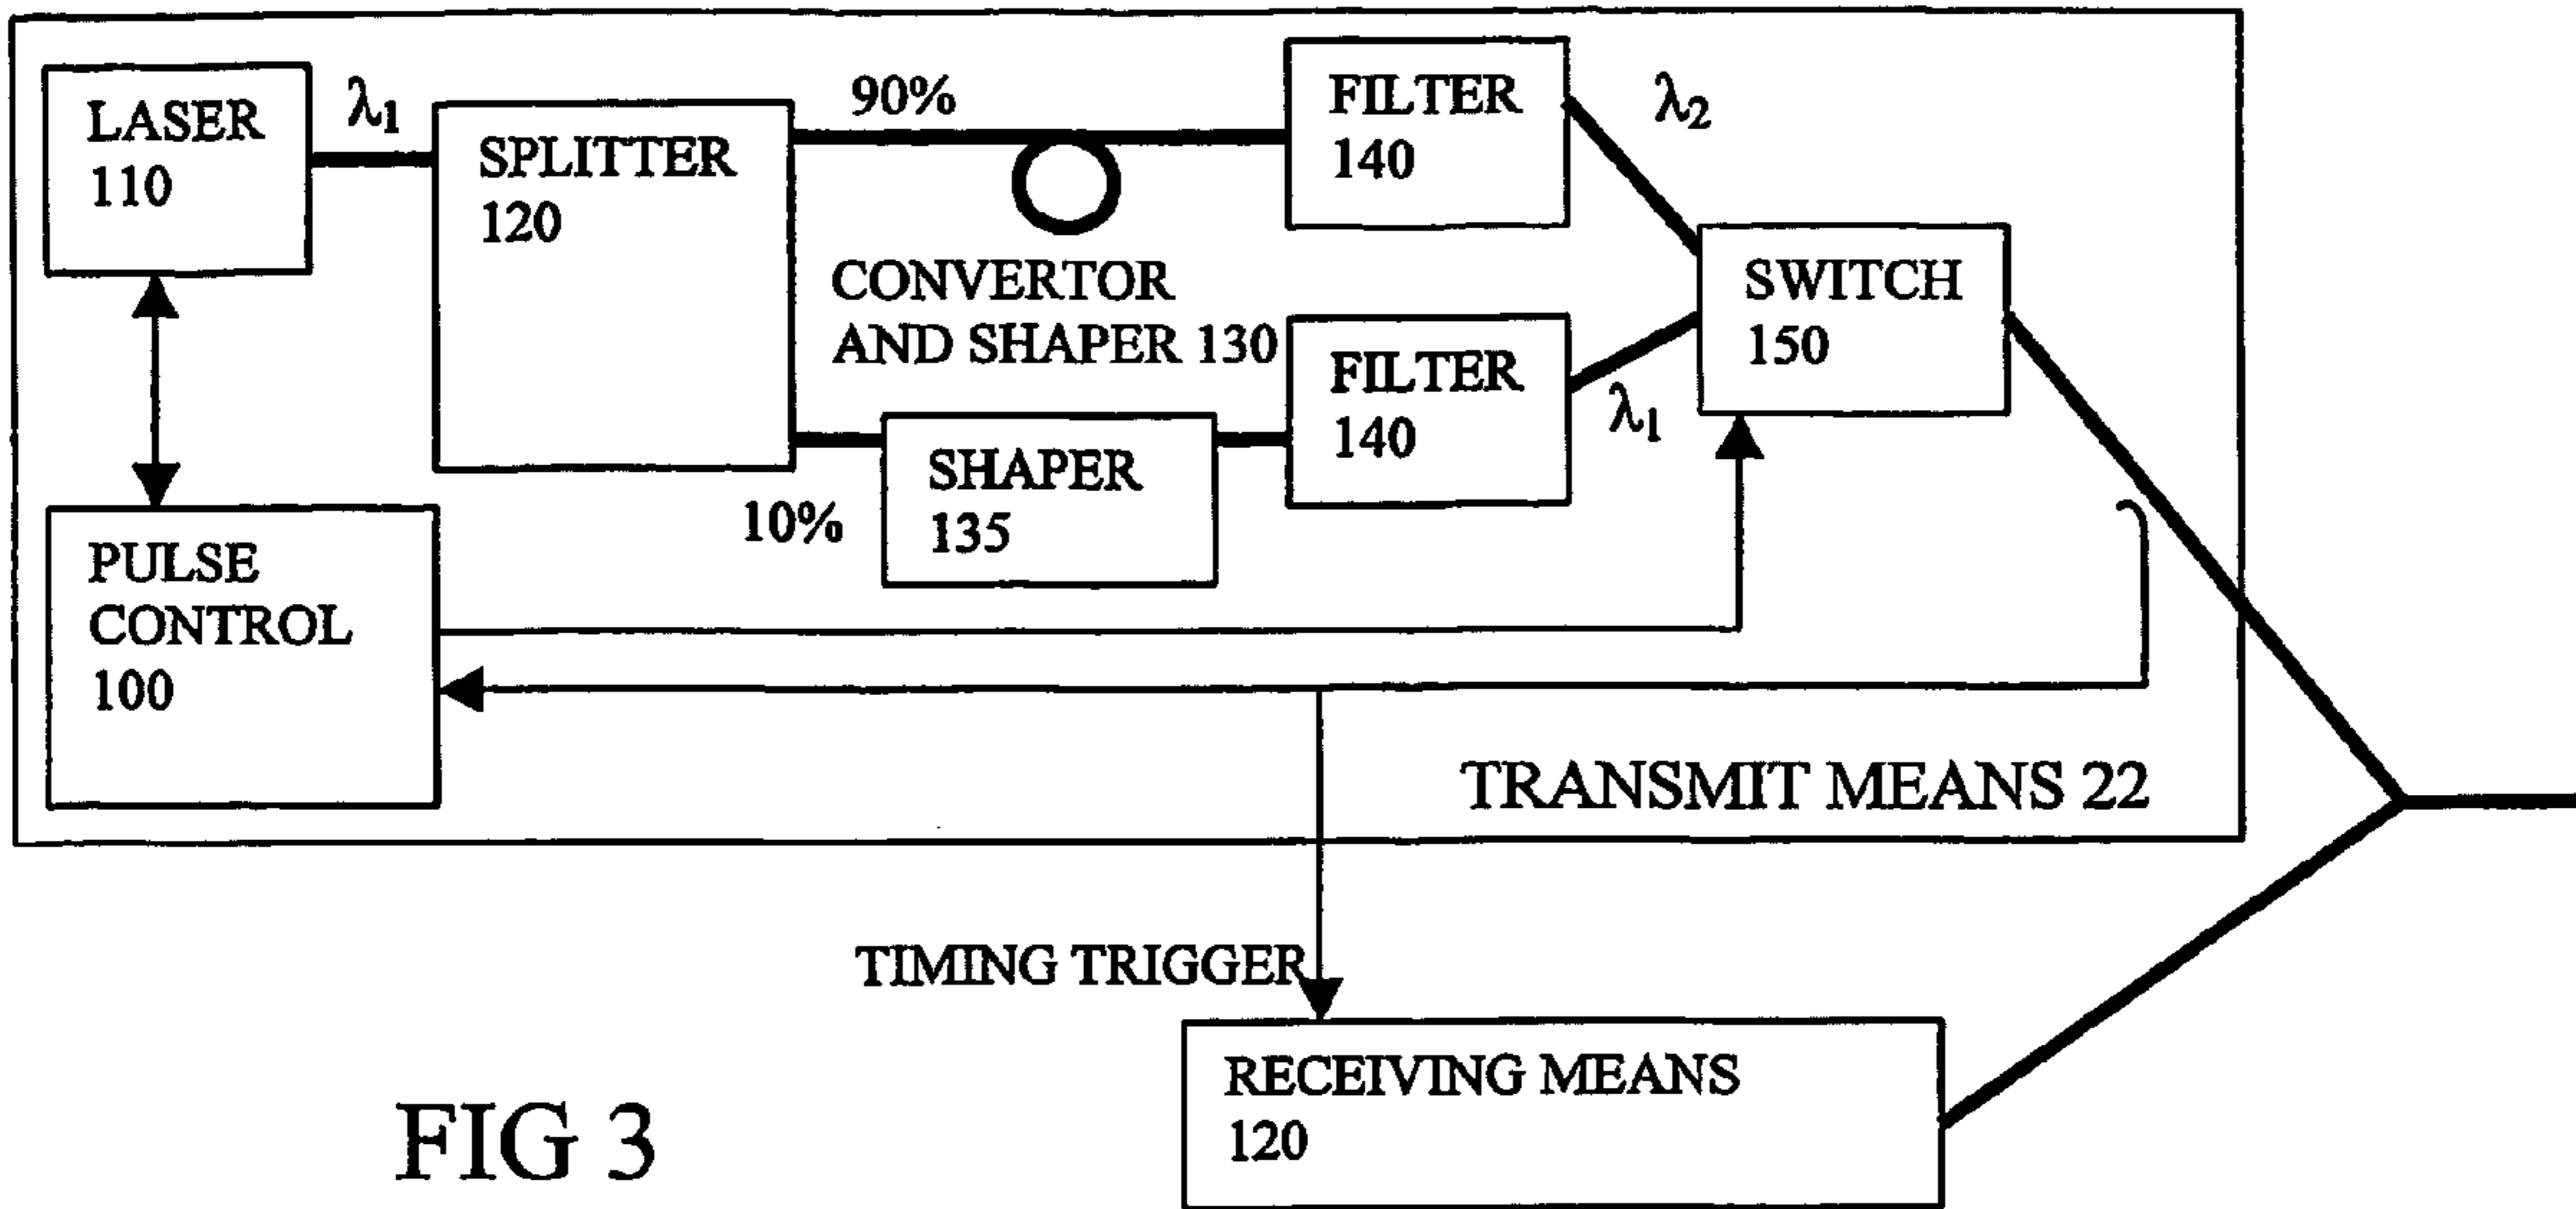 LASER
110
λ₁
SPLITTER
120
90%
CONVERTOR
AND SHAPER 130
FILTER
140
λ₂
SWITCH
150
FILTER
140
λ₁
10%
SHAPER
135
PULSE
CONTROL
100
TRANSMIT MEANS 22
TIMING TRIGGER
RECEIVING MEANS
120
FIG 3